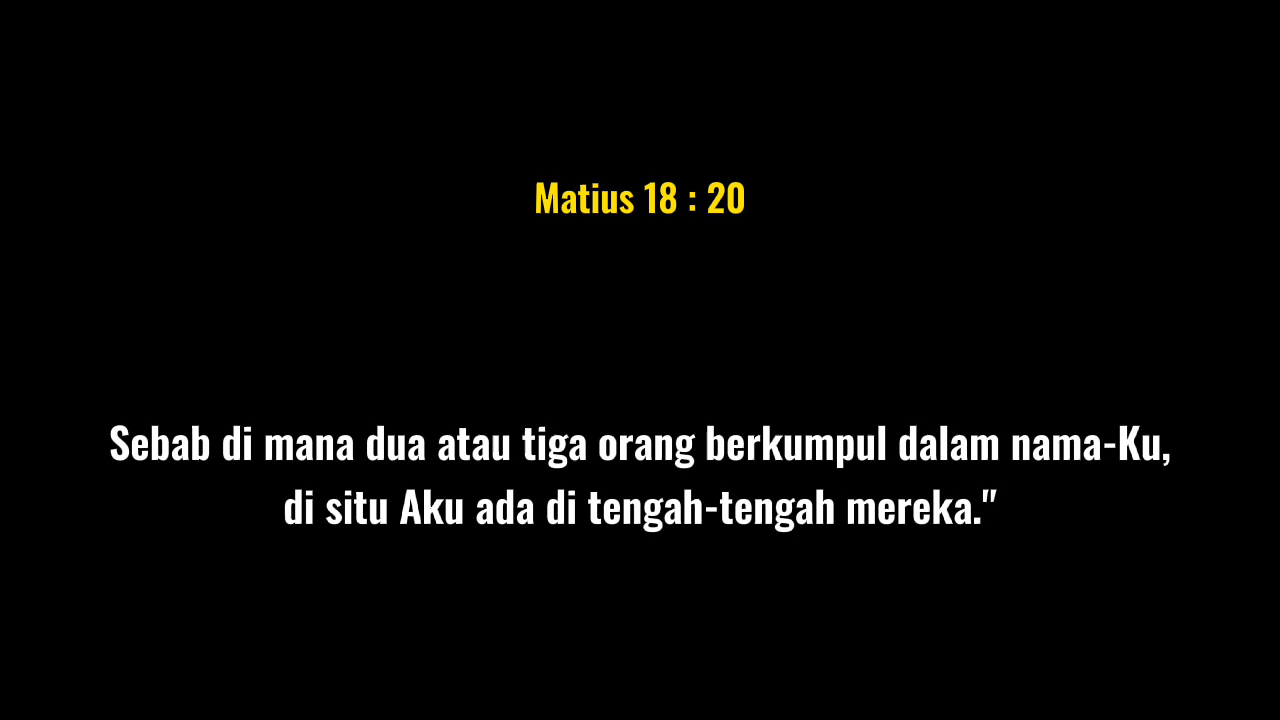 Matius 18 : 20
Sebab di mana dua atau tiga orang berkumpul dalam nama-Ku,
di situ Aku ada di tengah-tengah mereka."